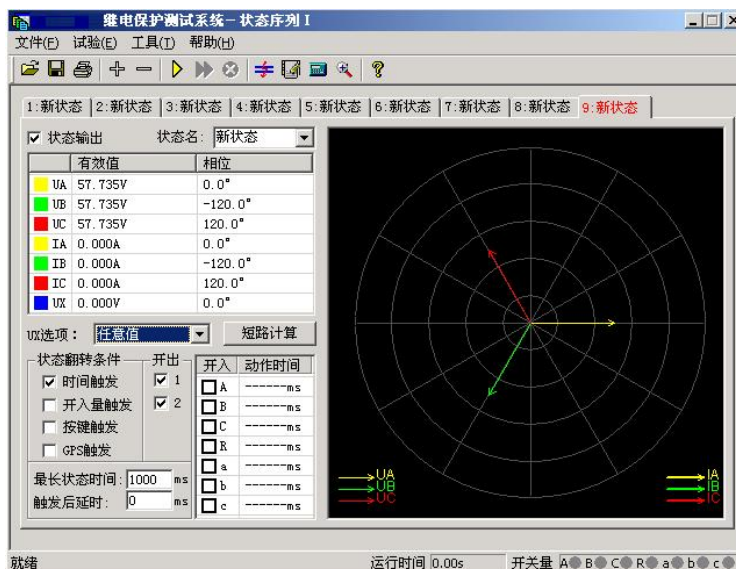 继电保护测试系统-状态序列 I
文件(F) 试验(E) 工具(T) 帮助(H)
1:新状态 2:新状态 3:新状态 4:新状态 5:新状态 6:新状态 7:新状态 8:新状态 9:新状态
状态输出 状态名: 新状态
有效值 相位
UA 57.735V 0.0°
UB 57.735V -120.0°
UC 57.735V 120.0°
IA 0.000A 0.0°
IB 0.000A -120.0°
IC 0.000A 120.0°
UX 0.000V 0.0°
UX选项: 任意值 短路计算
状态翻转条件 开出 开入 动作时间
时间触发 1 A ------ms
开入量触发 2 B ------ms
按键触发 C ------ms
GPS触发 R ------ms
最长状态时间: 1000 ms a ------ms
触发后延时: 0 ms b ------ms
c ------ms
UA
UB
UC
IA
IB
IC
就绪 运行时间 0.00s 开关量 A B C R a b c